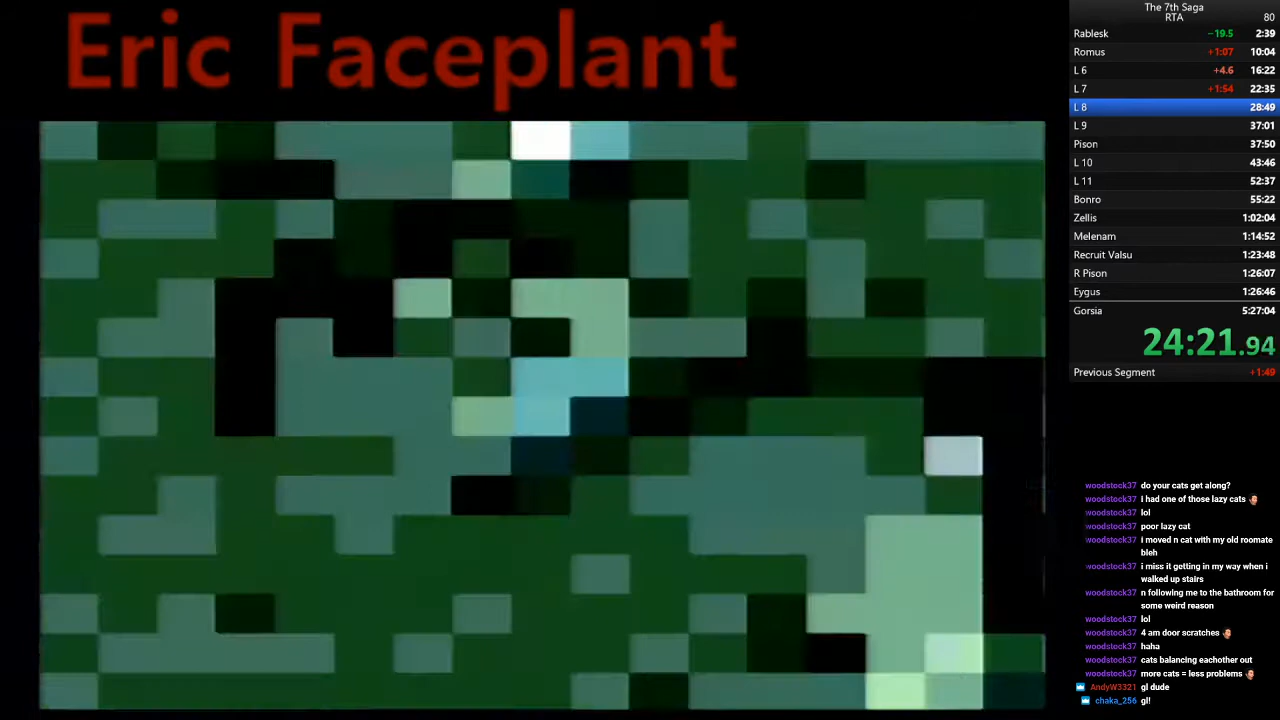 Eric Faceplant
The 7th Saga
RTA 80
Rablesk −19.5 2:39
Romus +1:07 10:04
L 6 +4.6 16:22
L 7 +1:54 22:35
L 8 28:49
L 9 37:01
Pison 37:50
L 10 43:46
L 11 52:37
Bonro 55:22
Zellis 1:02:04
Melenam 1:14:52
Recruit Valsu 1:23:48
R Pison 1:26:07
Eygus 1:26:46
Gorsia 5:27:04
24:21.94
Previous Segment +1:49
woodstock37 do your cats get along?
woodstock37 i had one of those lazy cats
woodstock37 lol
woodstock37 poor lazy cat
woodstock37 i moved n cat with my old roomate
bleh
woodstock37 i miss it getting in my way when i
walked up stairs
woodstock37 n following me to the bathroom for
some weird reason
woodstock37 lol
woodstock37 4 am door scratches
woodstock37 haha
woodstock37 cats balancing eachother out
woodstock37 more cats = less problems
AndyW3321 gl dude
chaka_256 gl!